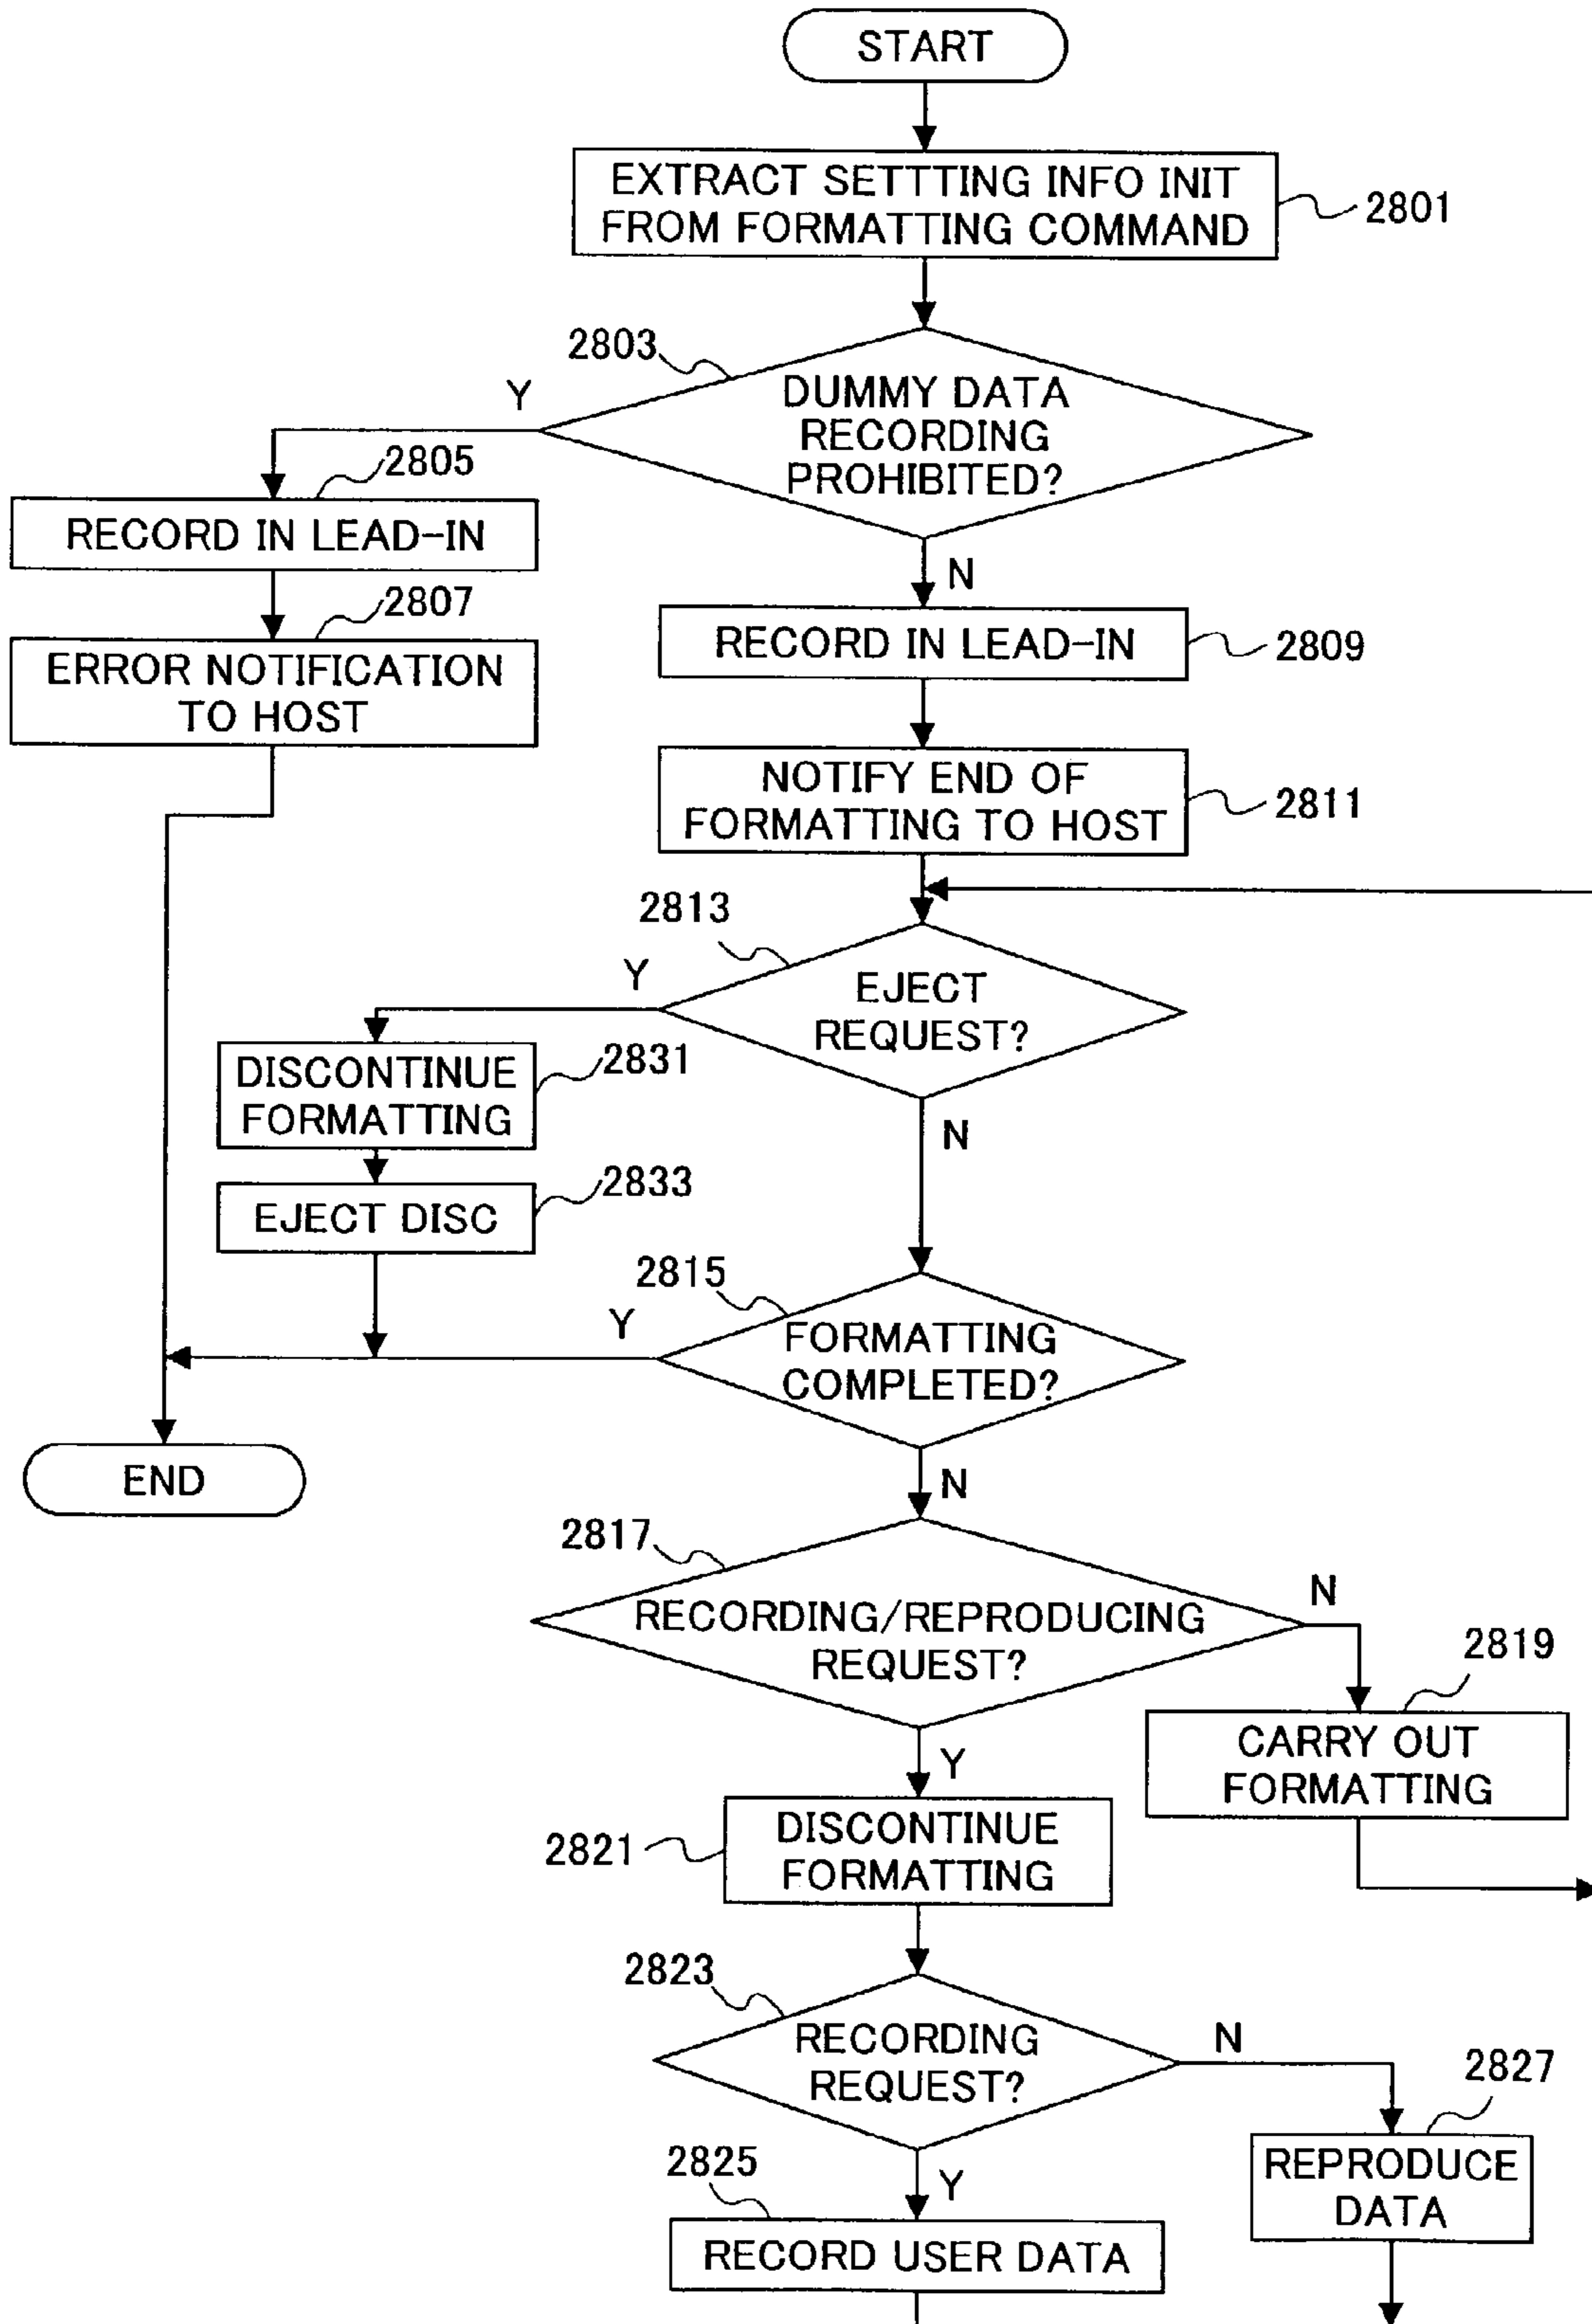 START
EXTRACT SETTTING INFO INIT
FROM FORMATTING COMMAND
2801
2803
DUMMY DATA
RECORDING
PROHIBITED?
Y
N
2805
RECORD IN LEAD-IN
2807
ERROR NOTIFICATION
TO HOST
RECORD IN LEAD-IN
2809
NOTIFY END OF
FORMATTING TO HOST
2811
2813
EJECT
REQUEST?
Y
N
DISCONTINUE
FORMATTING
2831
EJECT DISC
2833
2815
FORMATTING
COMPLETED?
Y
N
END
2817
RECORDING/REPRODUCING
REQUEST?
N
Y
2819
CARRY OUT
FORMATTING
DISCONTINUE
FORMATTING
2821
2823
RECORDING
REQUEST?
N
Y
2827
REPRODUCE
DATA
2825
RECORD USER DATA